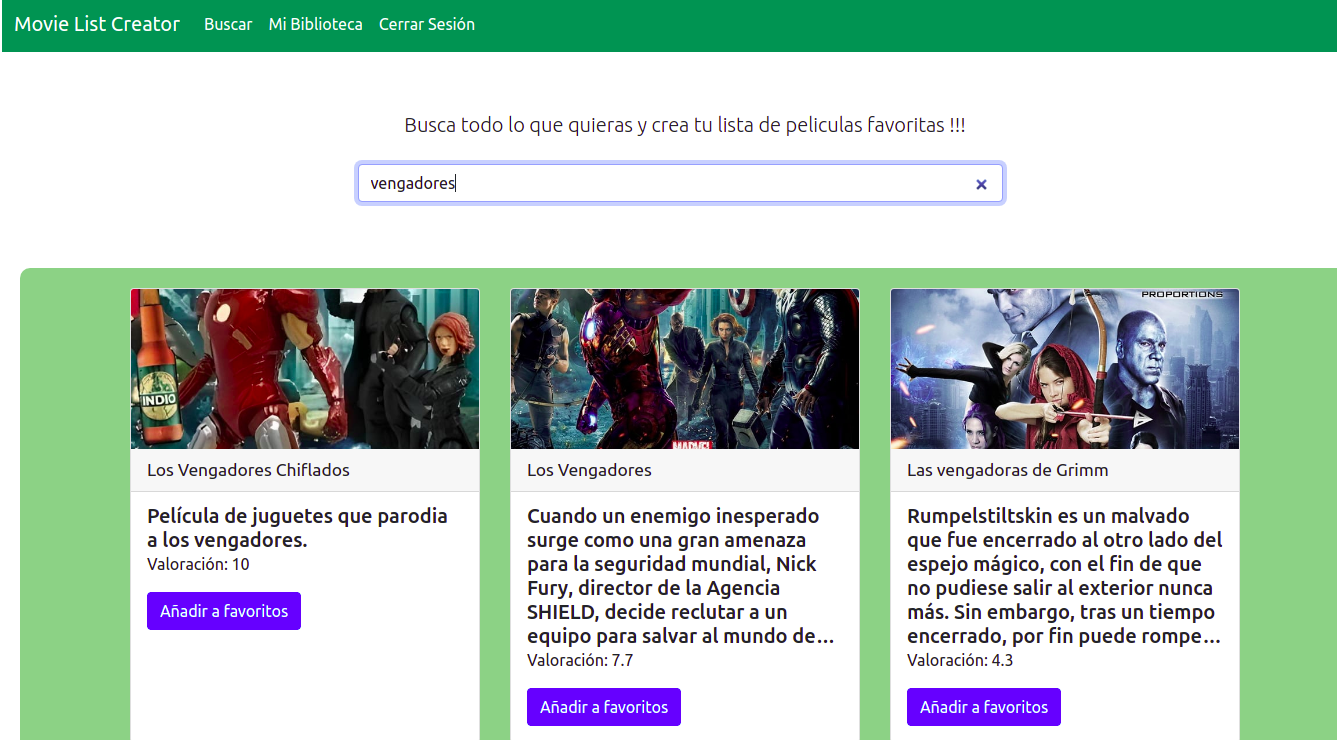 Movie List Creator Buscar Mi Biblioteca Cerrar Sesión
Busca todo lo que quieras y crea tu lista de peliculas favoritas !!!
vengadores
INDIO
MARVEL
PROPORTIONS
Los Vengadores Chiflados
Película de juguetes que parodia
a los vengadores.
Valoración: 10
Añadir a favoritos
Los Vengadores
Cuando un enemigo inesperado
surge como una gran amenaza
para la seguridad mundial, Nick
Fury, director de la Agencia
SHIELD, decide reclutar a un
equipo para salvar al mundo de...
Valoración: 7.7
Añadir a favoritos
Las vengadoras de Grimm
Rumpelstiltskin es un malvado
que fue encerrado al otro lado del
espejo mágico, con el fin de que
no pudiese salir al exterior nunca
más. Sin embargo, tras un tiempo
encerrado, por fin puede rompe...
Valoración: 4.3
Añadir a favoritos